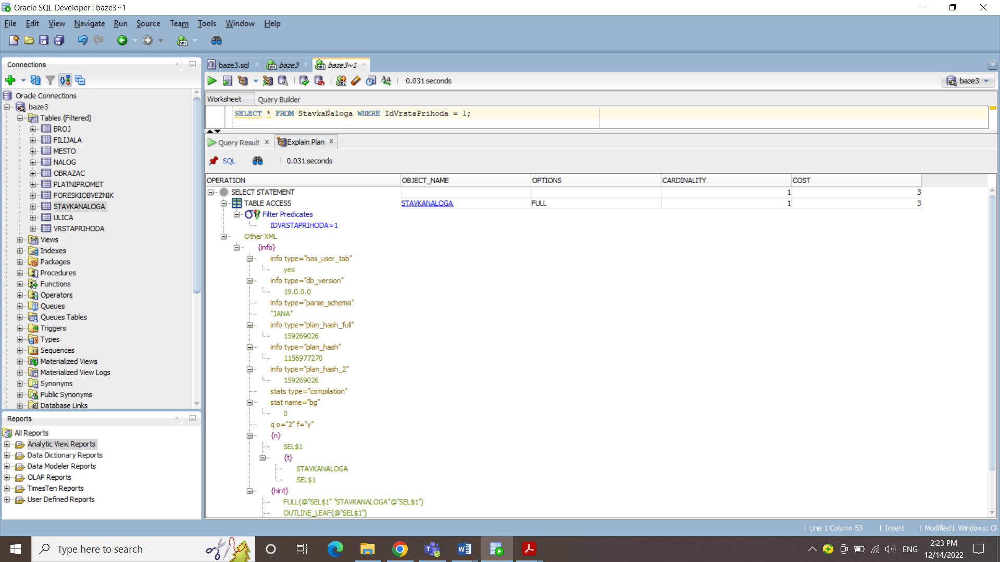 Oracle SQL Developer : baze3~1
File Edit View Navigate Run Source Team Tools Window Help
Connections
Oracle Connections
baze3
Tables (Filtered)
BROJ
FILIJALA
MESTO
NALOG
OBRAZAC
PLATNIPROMET
PORESKIOBVEZNIK
STAVKANALOGA
ULICA
VRSTAPRIHODA
Views
Indexes
Packages
Procedures
Functions
Operators
Queues
Queues Tables
Triggers
Types
Sequences
Materialized Views
Materialized View Logs
Synonyms
Public Synonyms
Database Links
Reports
All Reports
Analytic View Reports
Data Dictionary Reports
Data Modeler Reports
OLAP Reports
TimesTen Reports
User Defined Reports
baze3.sql baze3 baze3~1
0.031 seconds baze3
Worksheet Query Builder
SELECT * FROM StavkaNaloga WHERE IdVrstaPrihoda = 1;
Query Result x Explain Plan x
SQL 0.031 seconds
OPERATION OBJECT_NAME OPTIONS CARDINALITY COST
SELECT STATEMENT 1 3
TABLE ACCESS STAVKANALOGA FULL 1 3
Filter Predicates
IDVRSTAPRIHODA=1
Other XML
{info}
info type="has_user_tab"
yes
info type="db_version"
19.0.0.0
info type="parse_schema"
"JANA"
info type="plan_hash_full"
159269026
info type="plan_hash"
1156977270
info type="plan_hash_2"
159269026
stats type="compilation"
stat name="bg"
0
q o="2" f="y"
{n}
SEL$1
{t}
STAVKANALOGA
SEL$1
{hint}
FULL(@"SEL$1" "STAVKANALOGA"@"SEL$1")
OUTLINE_LEAF(@"SEL$1")
| Line 1 Column 53 | Insert | Modified | Windows: CF
Type here to search
ENG
2:23 PM
12/14/2022